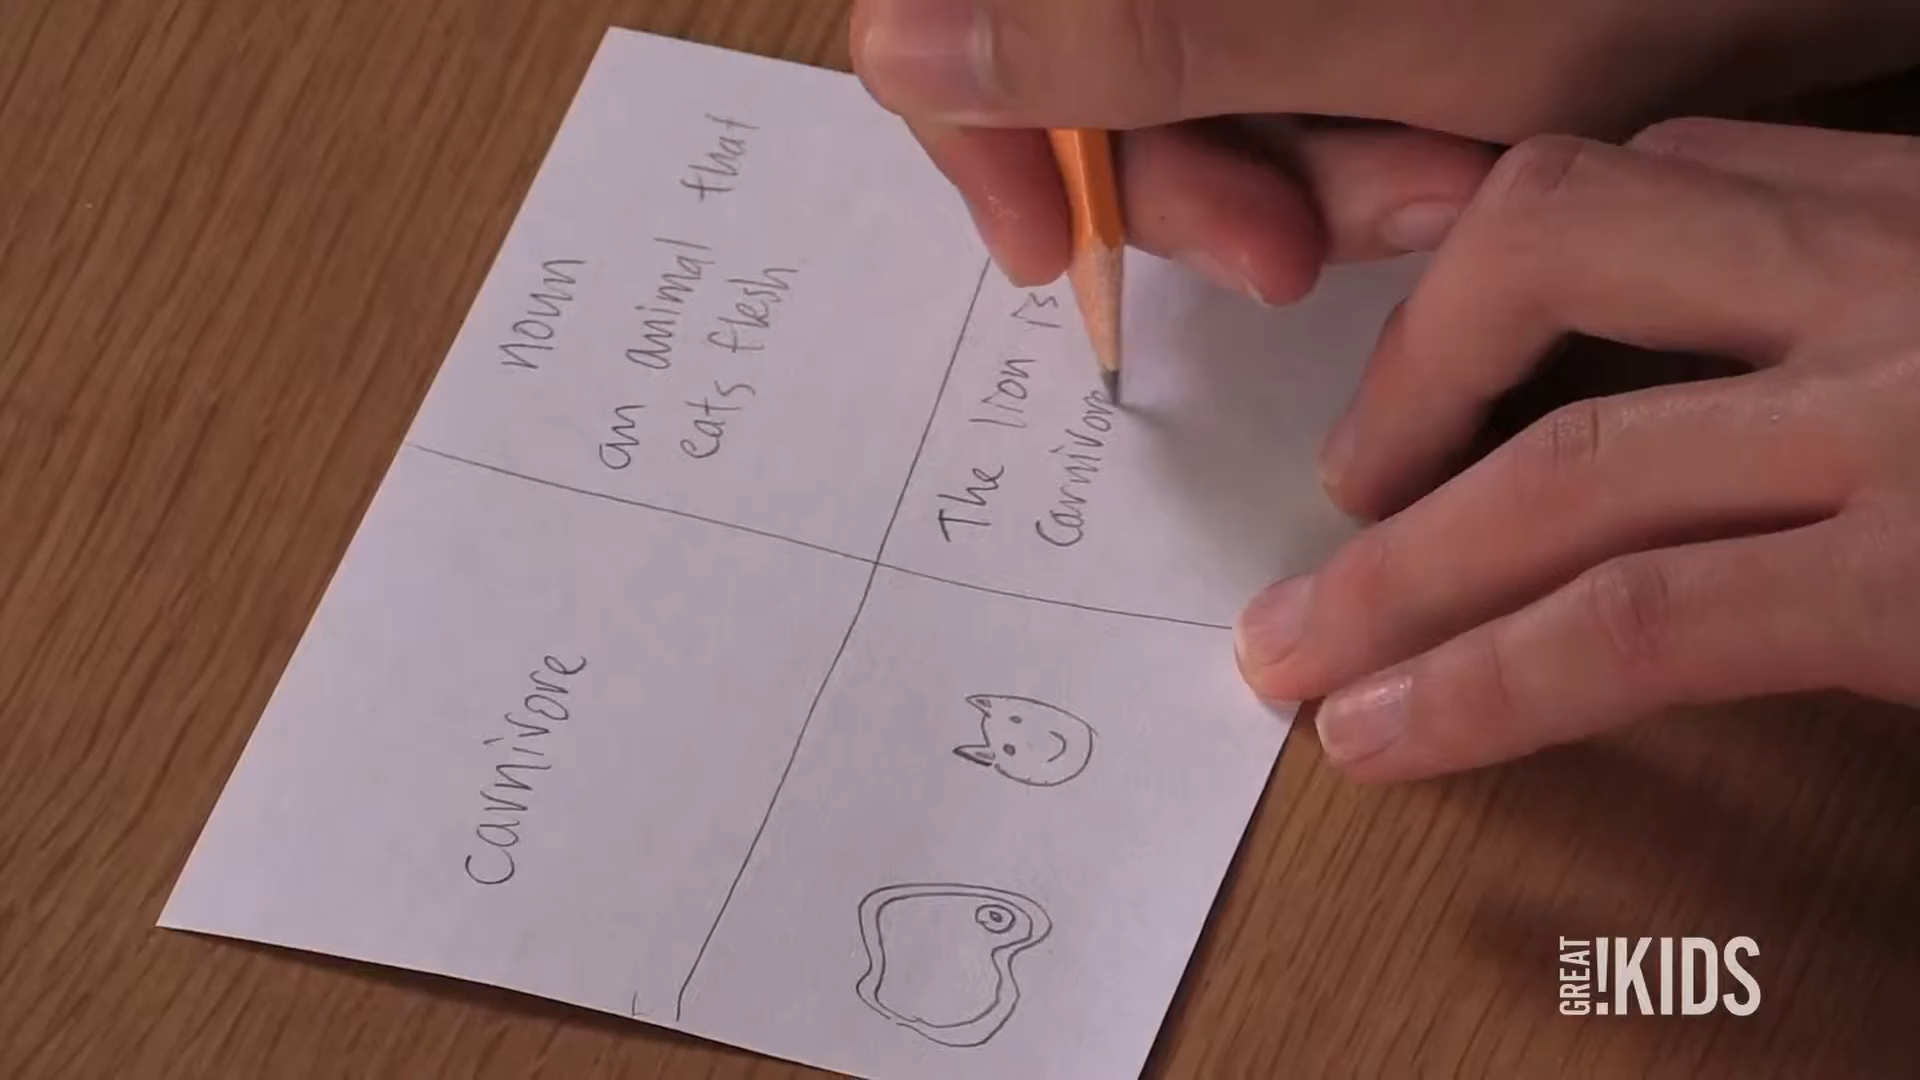 carnivore
noun
an animal that
eats flesh
The lion is
carnivore
GREAT
!KIDS